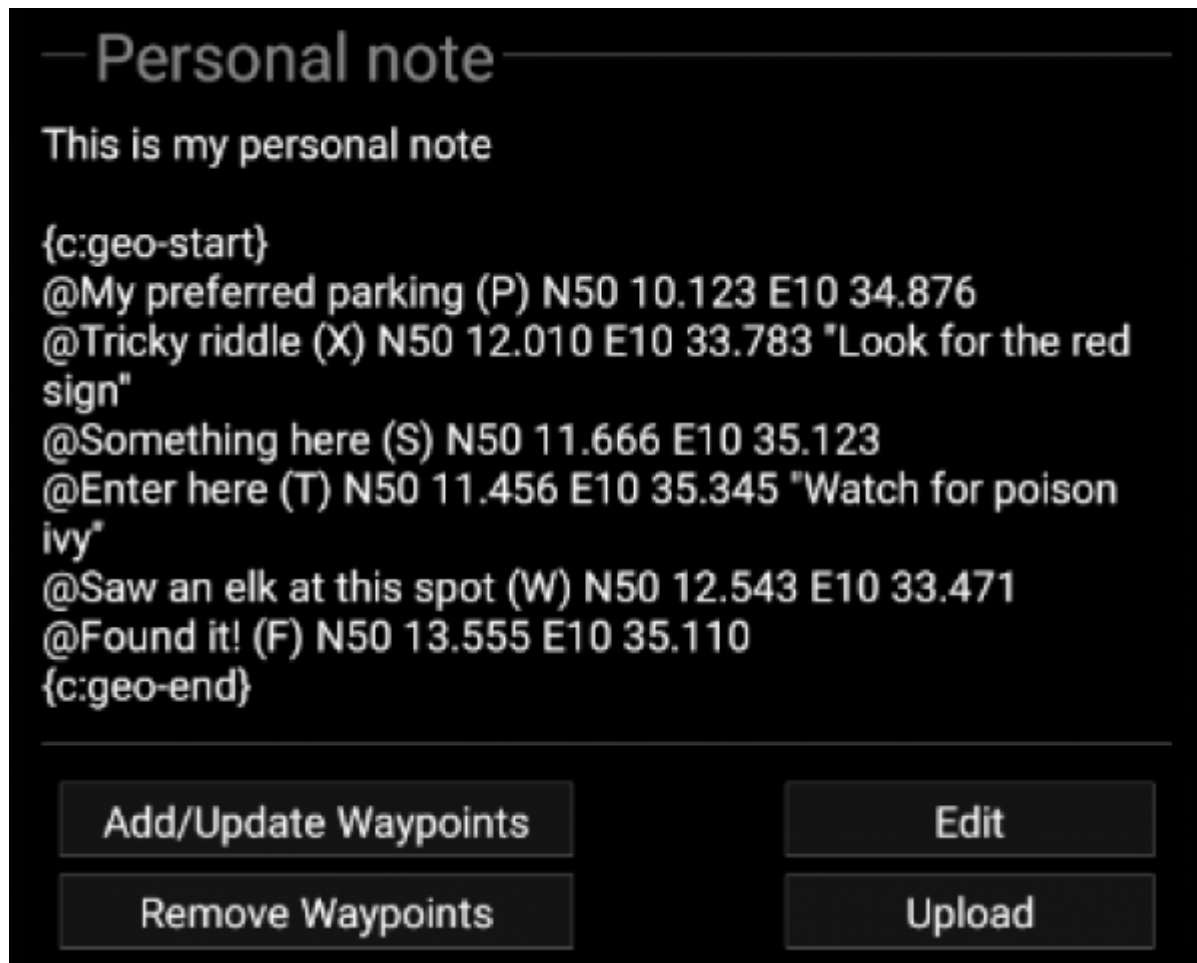 Personal note
This is my personal note
{c:geo-start}
@My preferred parking (P) N50 10.123 E10 34.876
@Tricky riddle (X) N50 12.010 E10 33.783 "Look for the red
sign"
@Something here (S) N50 11.666 E10 35.123
@Enter here (T) N50 11.456 E10 35.345 "Watch for poison
ivy"
@Saw an elk at this spot (W) N50 12.543 E10 33.471
@Found it! (F) N50 13.555 E10 35.110
{c:geo-end}
Add/Update Waypoints
Edit
Remove Waypoints
Upload